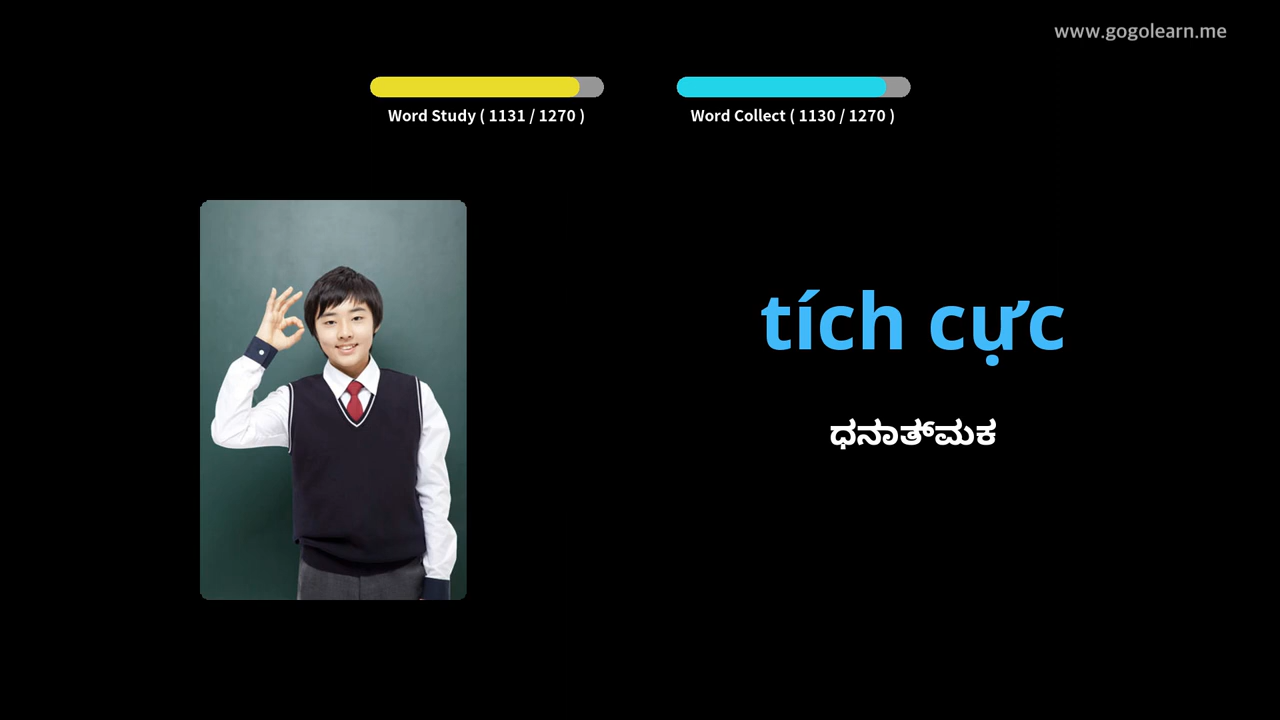 www.gogolearn.me
Word Study ( 1131 / 1270 )
Word Collect ( 1130 / 1270 )
tích cực
ಧನಾತ್ಮಕ